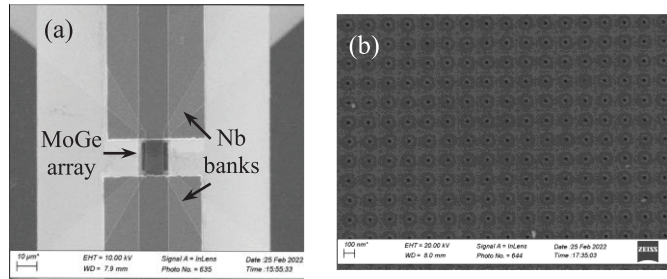 (a)
MoGe
array
Nb
banks
10 µm*
EHT = 10.00 kV
Signal A = InLens
Date :25 Feb 2022
WD = 7.9 mm
Photo No. = 635
Time :15:55:33
(b)
100 nm*
EHT = 20.00 kV
Signal A = InLens
Date :25 Feb 2022
WD = 8.0 mm
Photo No. = 644
Time :17:35:03
ZEISS